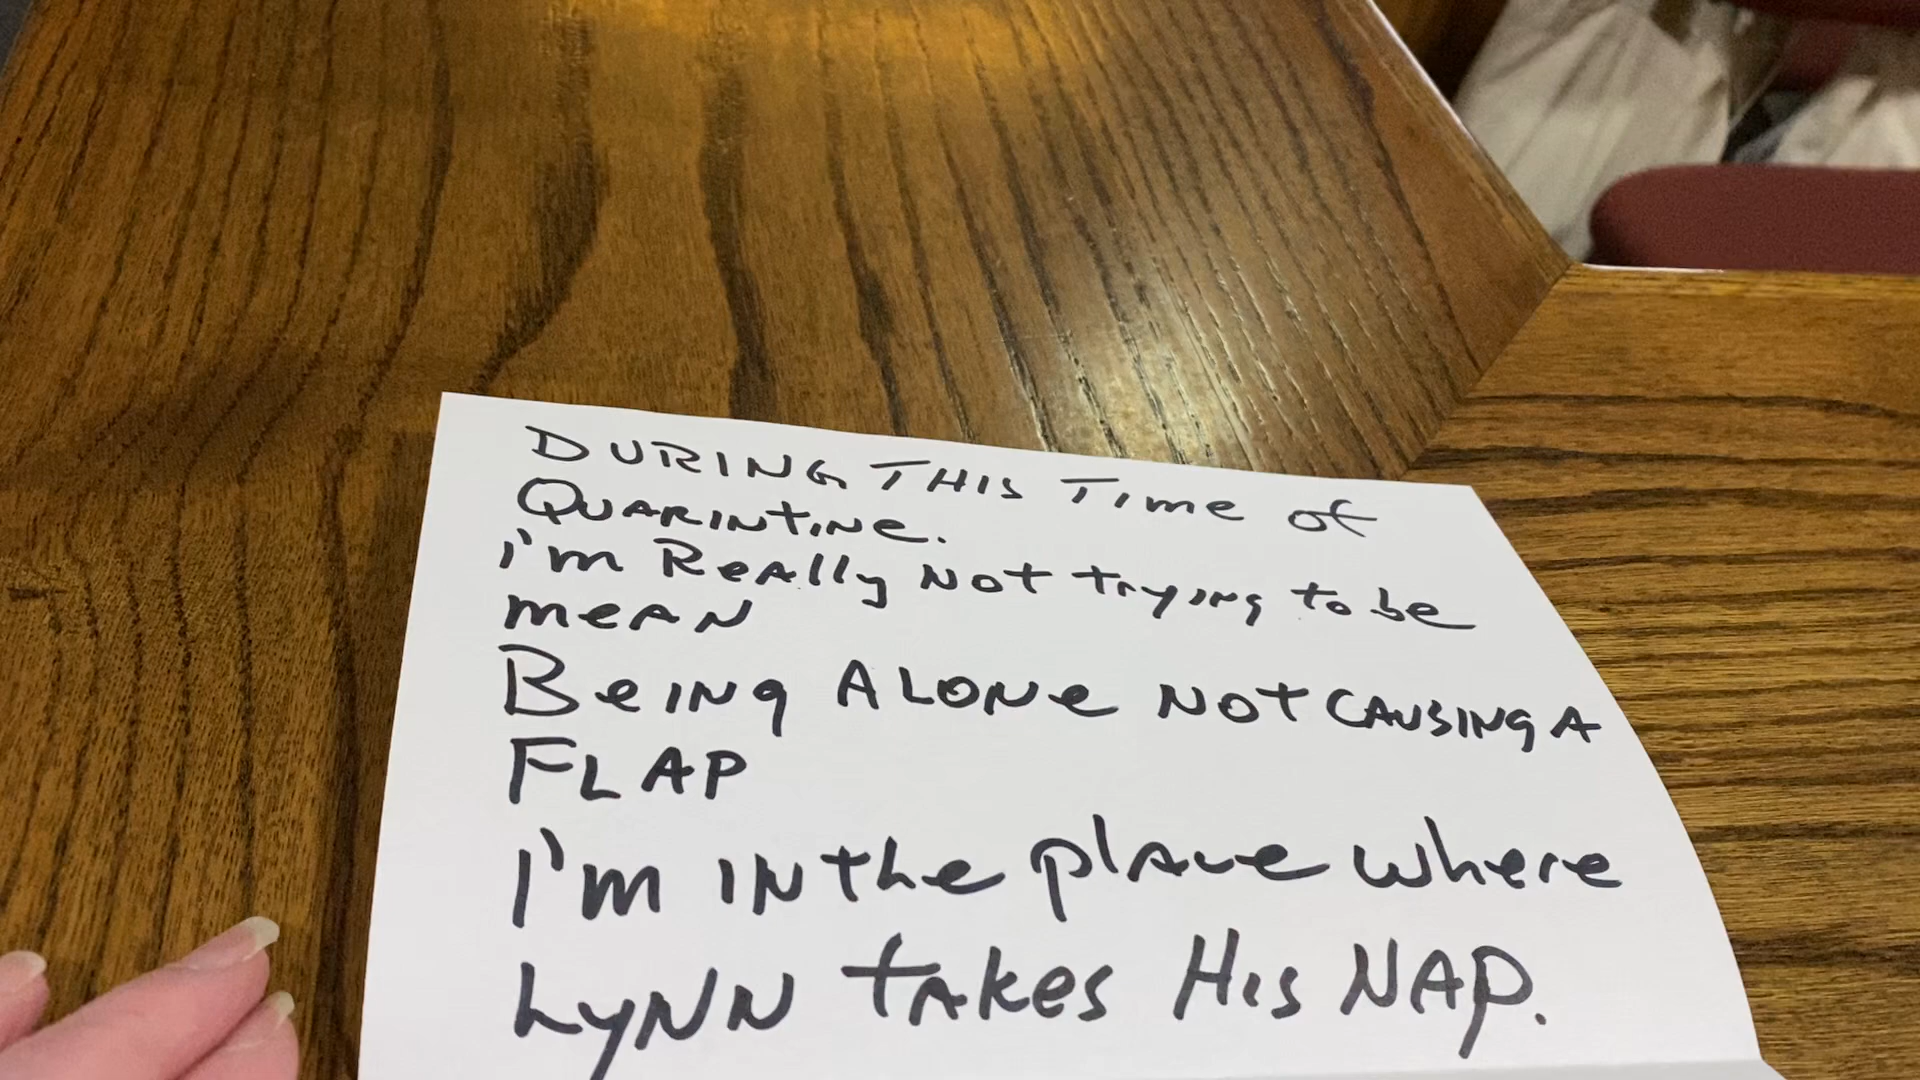 DURING THIS Time of
QUARINTINe.
i'm ReAlly Not trying to be
meAN
BeINg ALONe Not CAUSINg A
FLAP
I'm IN the plave where
LyNN tAkes His NAP.